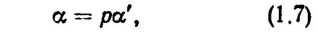 α = pα′, (1.7)